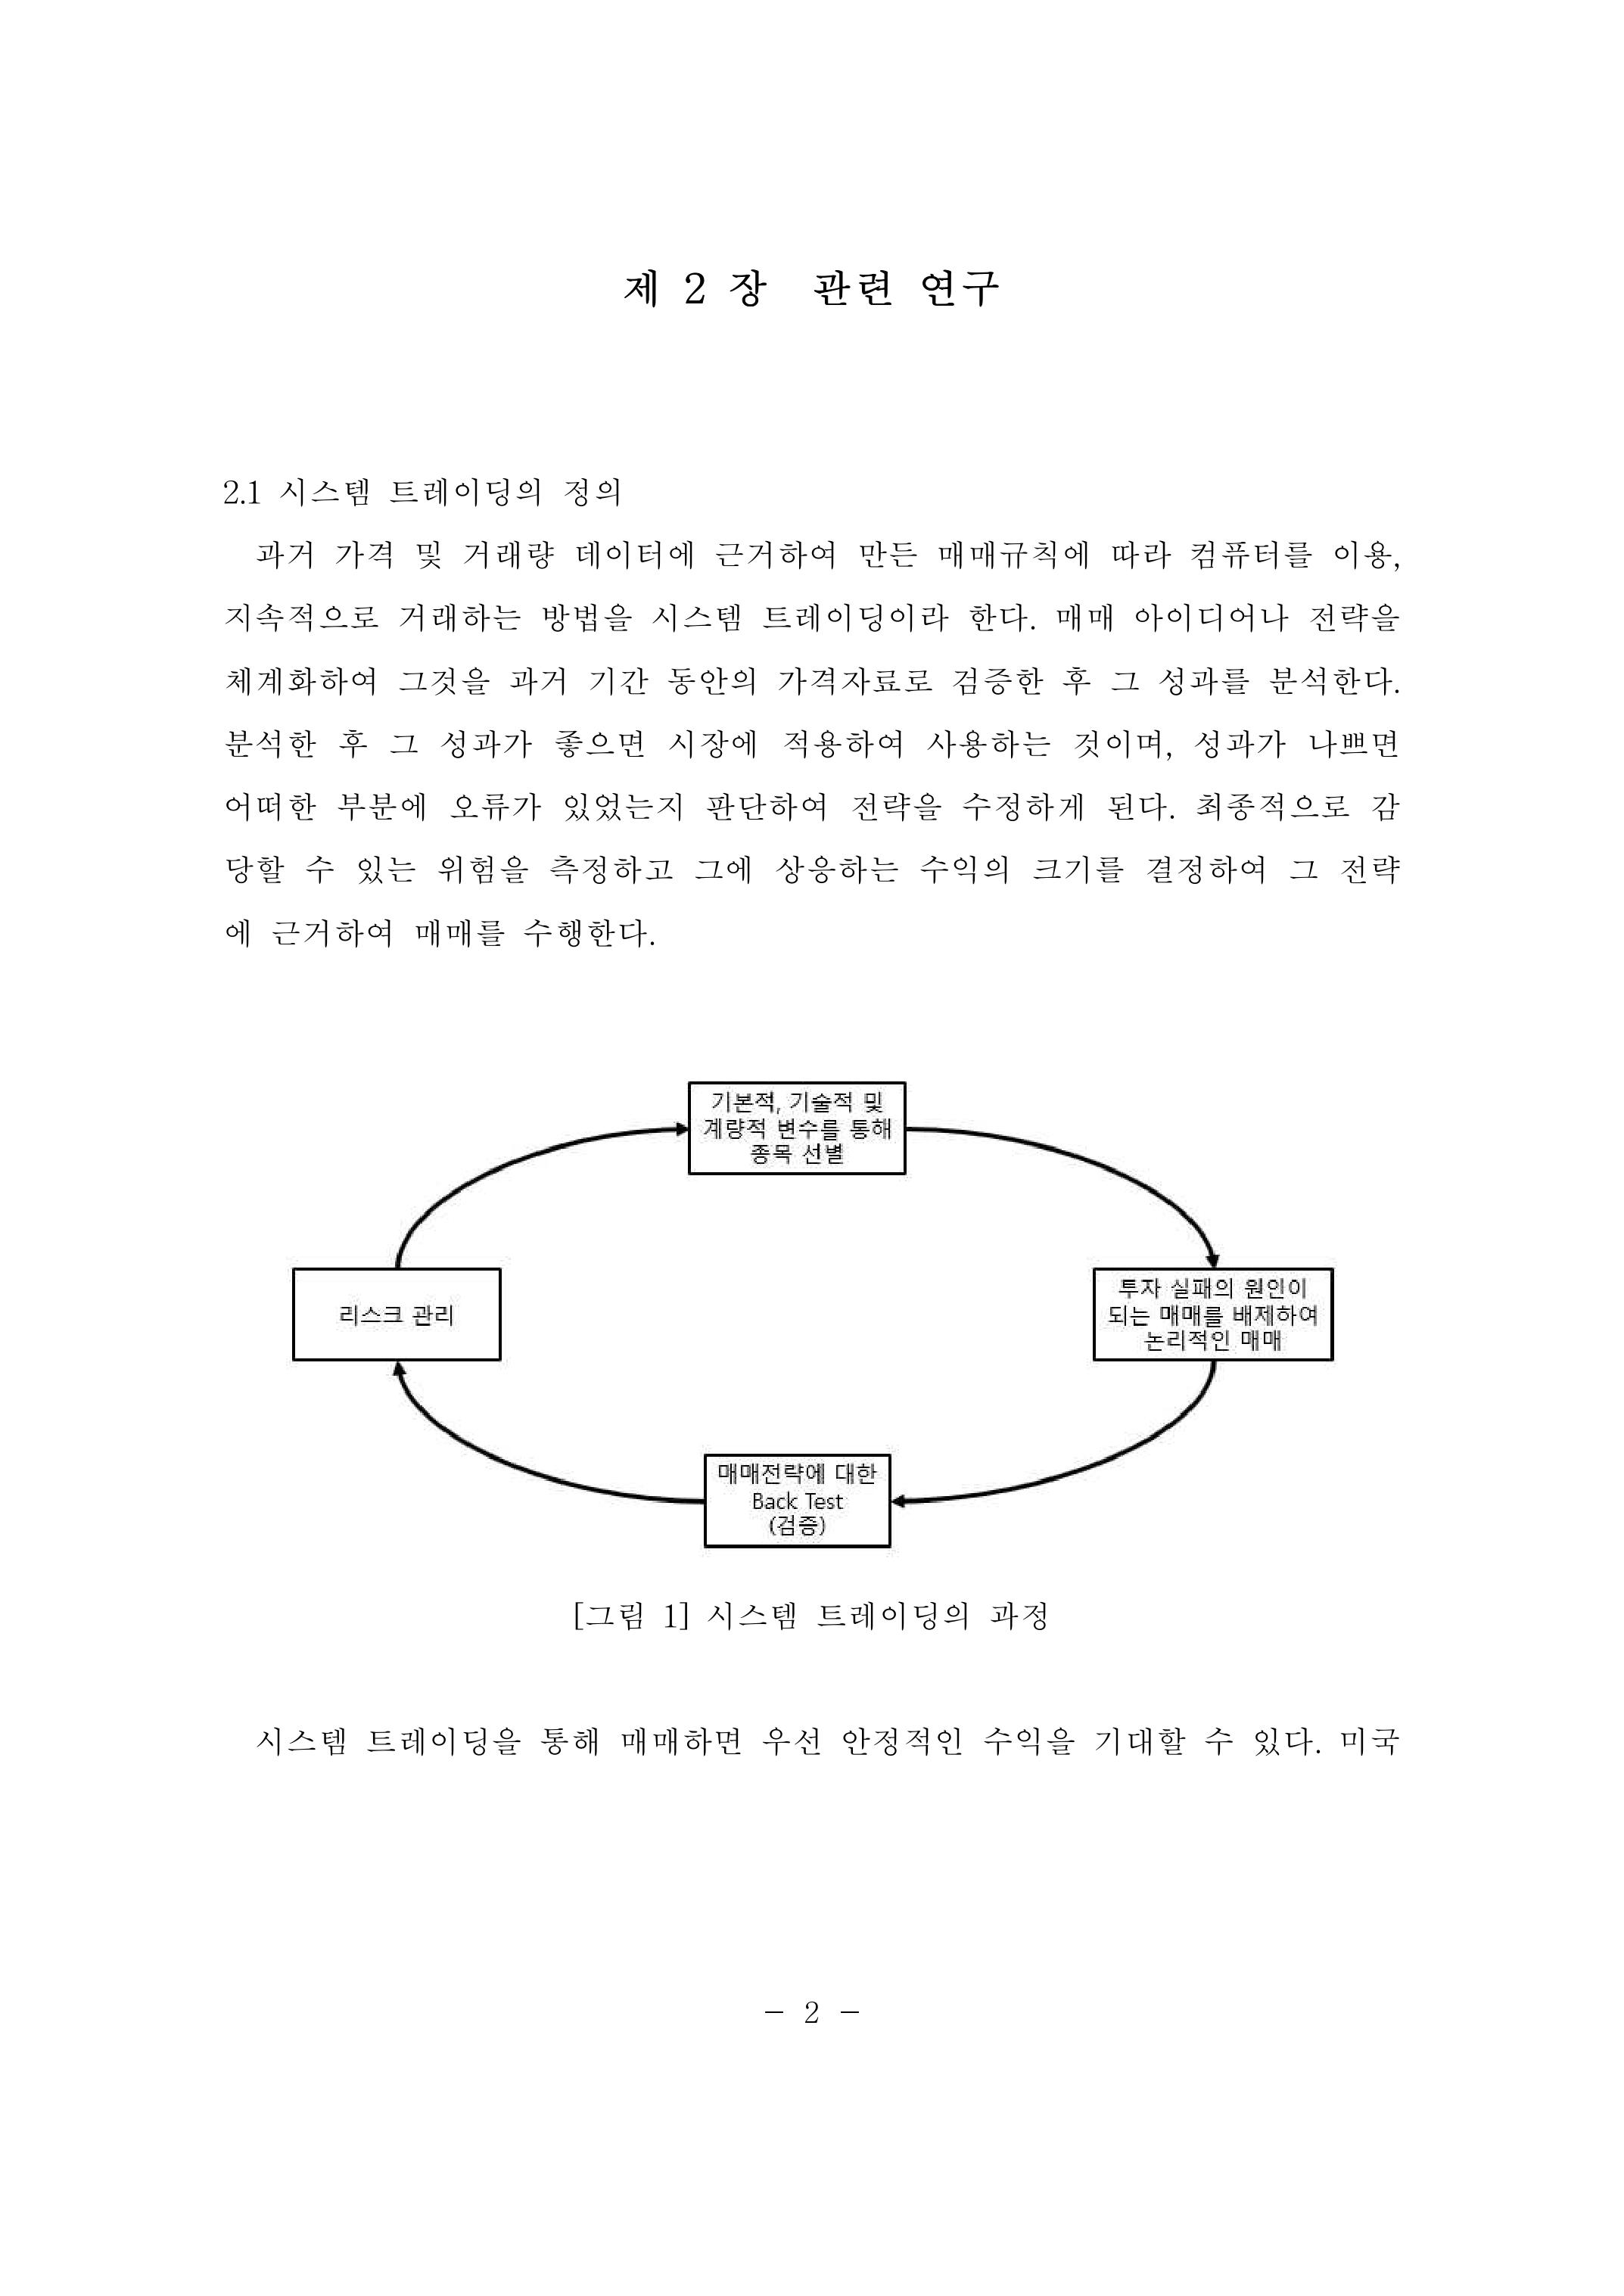 제 2 장 관련 연구
2.1 시스템 트레이딩의 정의
과거 가격 및 거래량 데이터에 근거하여 만든 매매규칙에 따라 컴퓨터를 이용,
지속적으로 거래하는 방법을 시스템 트레이딩이라 한다. 매매 아이디어나 전략을
체계화하여 그것을 과거 기간 동안의 가격자료로 검증한 후 그 성과를 분석한다.
분석한 후 그 성과가 좋으면 시장에 적용하여 사용하는 것이며, 성과가 나쁘면
어떠한 부분에 오류가 있었는지 판단하여 전략을 수정하게 된다. 최종적으로 감
당할 수 있는 위험을 측정하고 그에 상응하는 수익의 크기를 결정하여 그 전략
에 근거하여 매매를 수행한다.
기본적, 기술적 및
계량적 변수를 통해
종목 선별
리스크 관리
투자 실패의 원인이
되는 매매를 배제하여
논리적인 매매
매매전략에 대한
Back Test
(검증)
[그림 1] 시스템 트레이딩의 과정
시스템 트레이딩을 통해 매매하면 우선 안정적인 수익을 기대할 수 있다. 미국
- 2 -